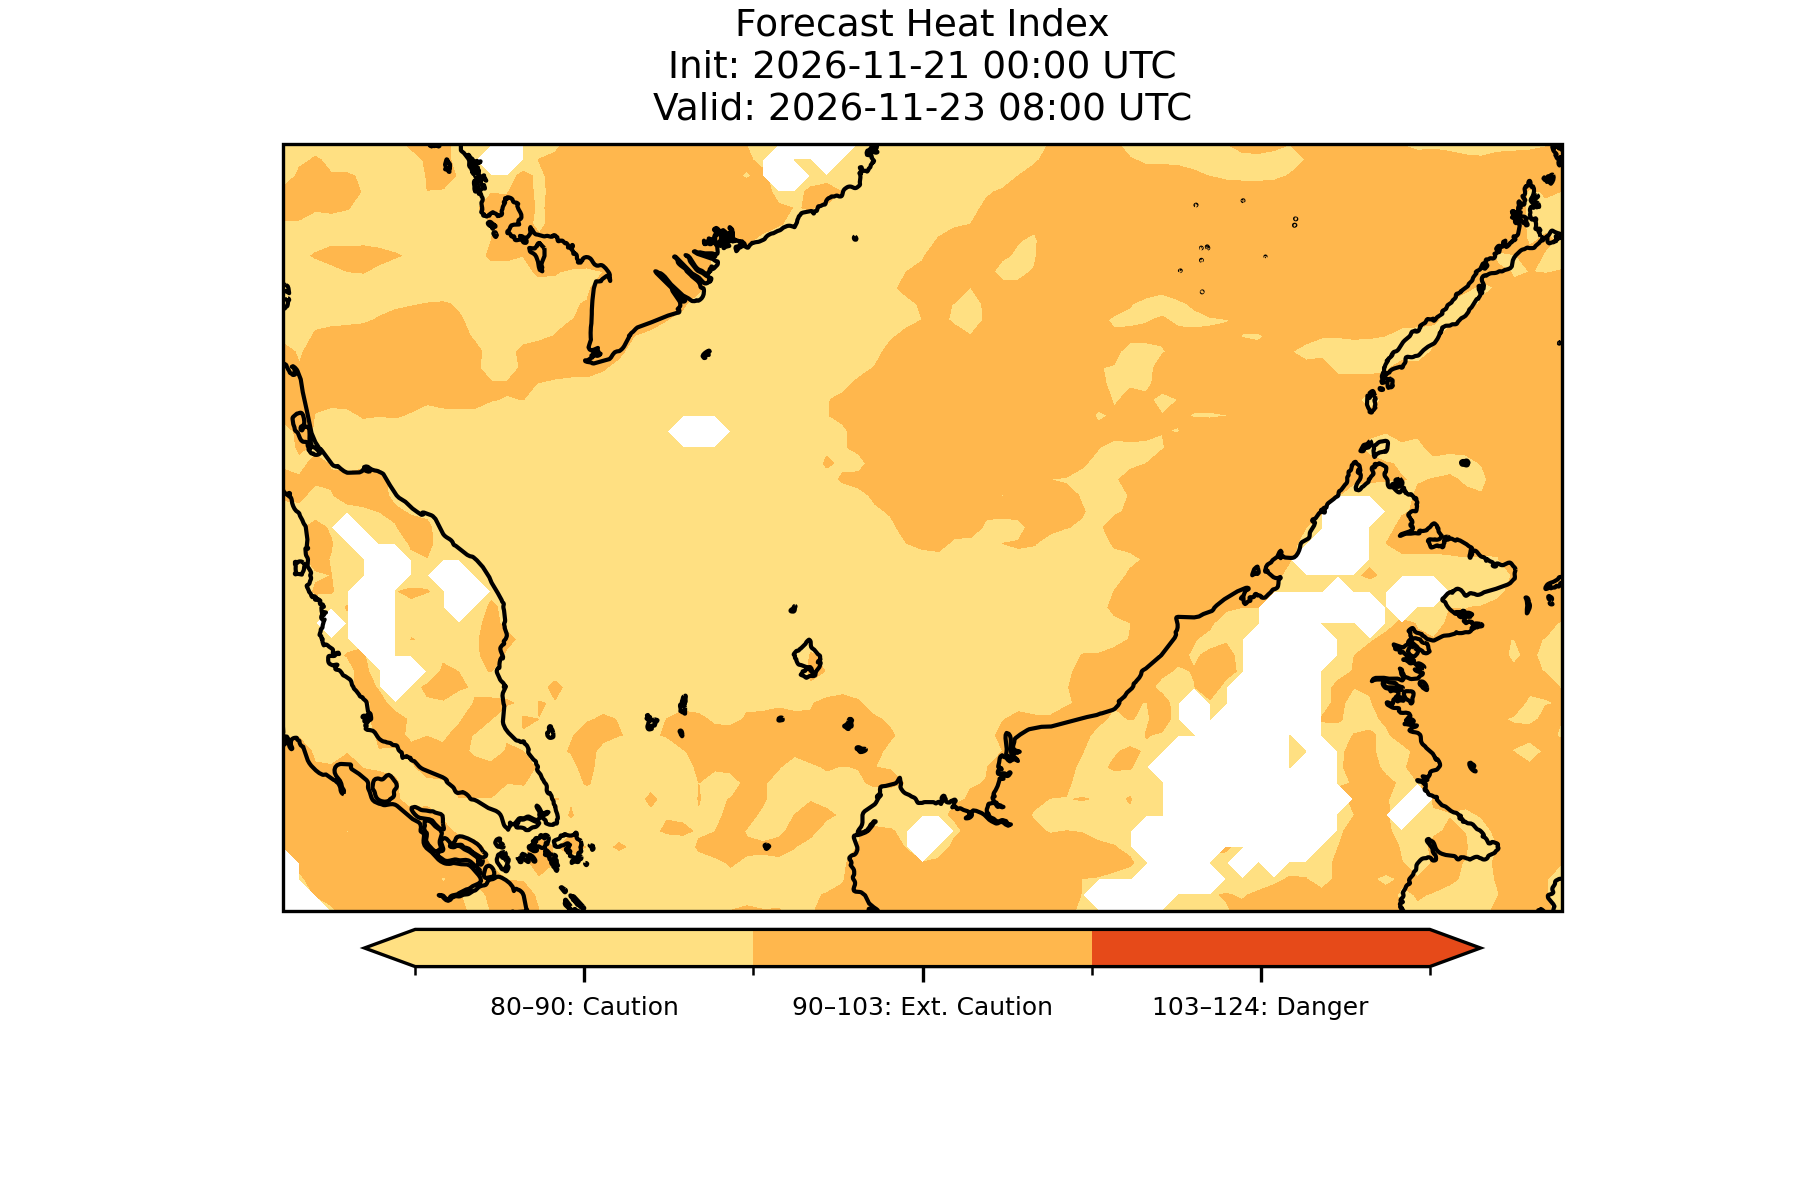 Forecast Heat Index
Init: 2026-11-21 00:00 UTC
Valid: 2026-11-23 08:00 UTC
80–90: Caution
90–103: Ext. Caution
103–124: Danger